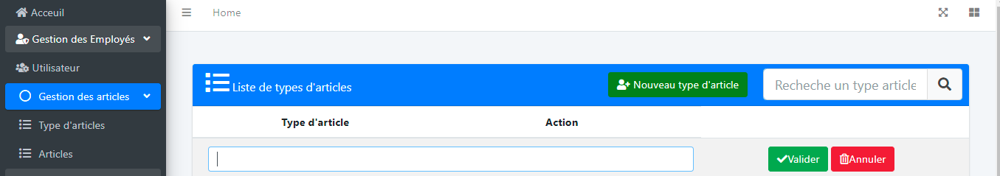 Acceuil
Home
Gestion des Employés
Utilisateur
Gestion des articles
Type d'articles
Articles
Liste de types d'articles
Nouveau type d'article
Recheche un type article
Type d'article Action
Valider Annuler